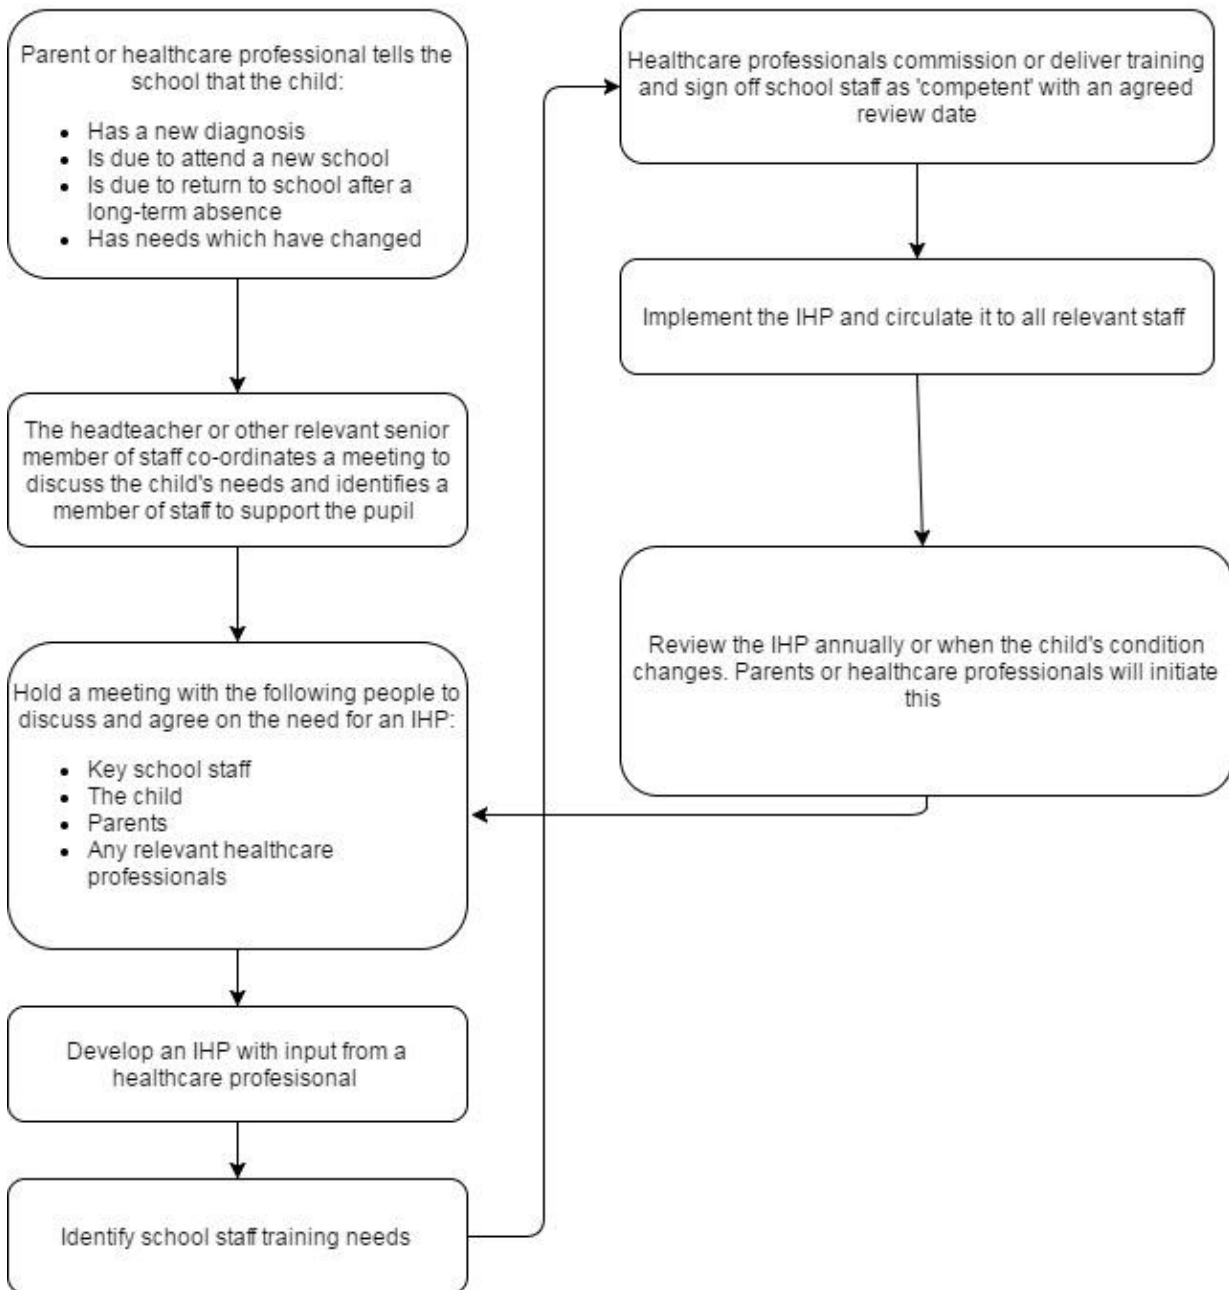 Parent or healthcare professional tells the
school that the child:
• Has a new diagnosis
• Is due to attend a new school
• Is due to return to school after a
long-term absence
• Has needs which have changed
The headteacher or other relevant senior
member of staff co-ordinates a meeting to
discuss the child's needs and identifies a
member of staff to support the pupil
Hold a meeting with the following people to
discuss and agree on the need for an IHP:
• Key school staff
• The child
• Parents
• Any relevant healthcare
professionals
Develop an IHP with input from a
healthcare profesisonal
Identify school staff training needs
Healthcare professionals commission or deliver training
and sign off school staff as 'competent' with an agreed
review date
Implement the IHP and circulate it to all relevant staff
Review the IHP annually or when the child's condition
changes. Parents or healthcare professionals will initiate
this